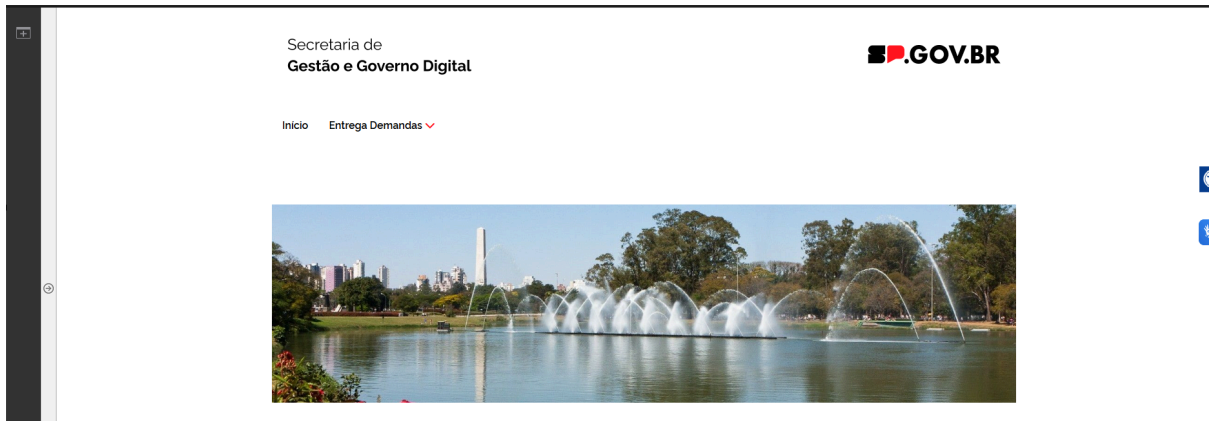 Secretaria de
Gestão e Governo Digital
SP.GOV.BR
Início
Entrega Demandas